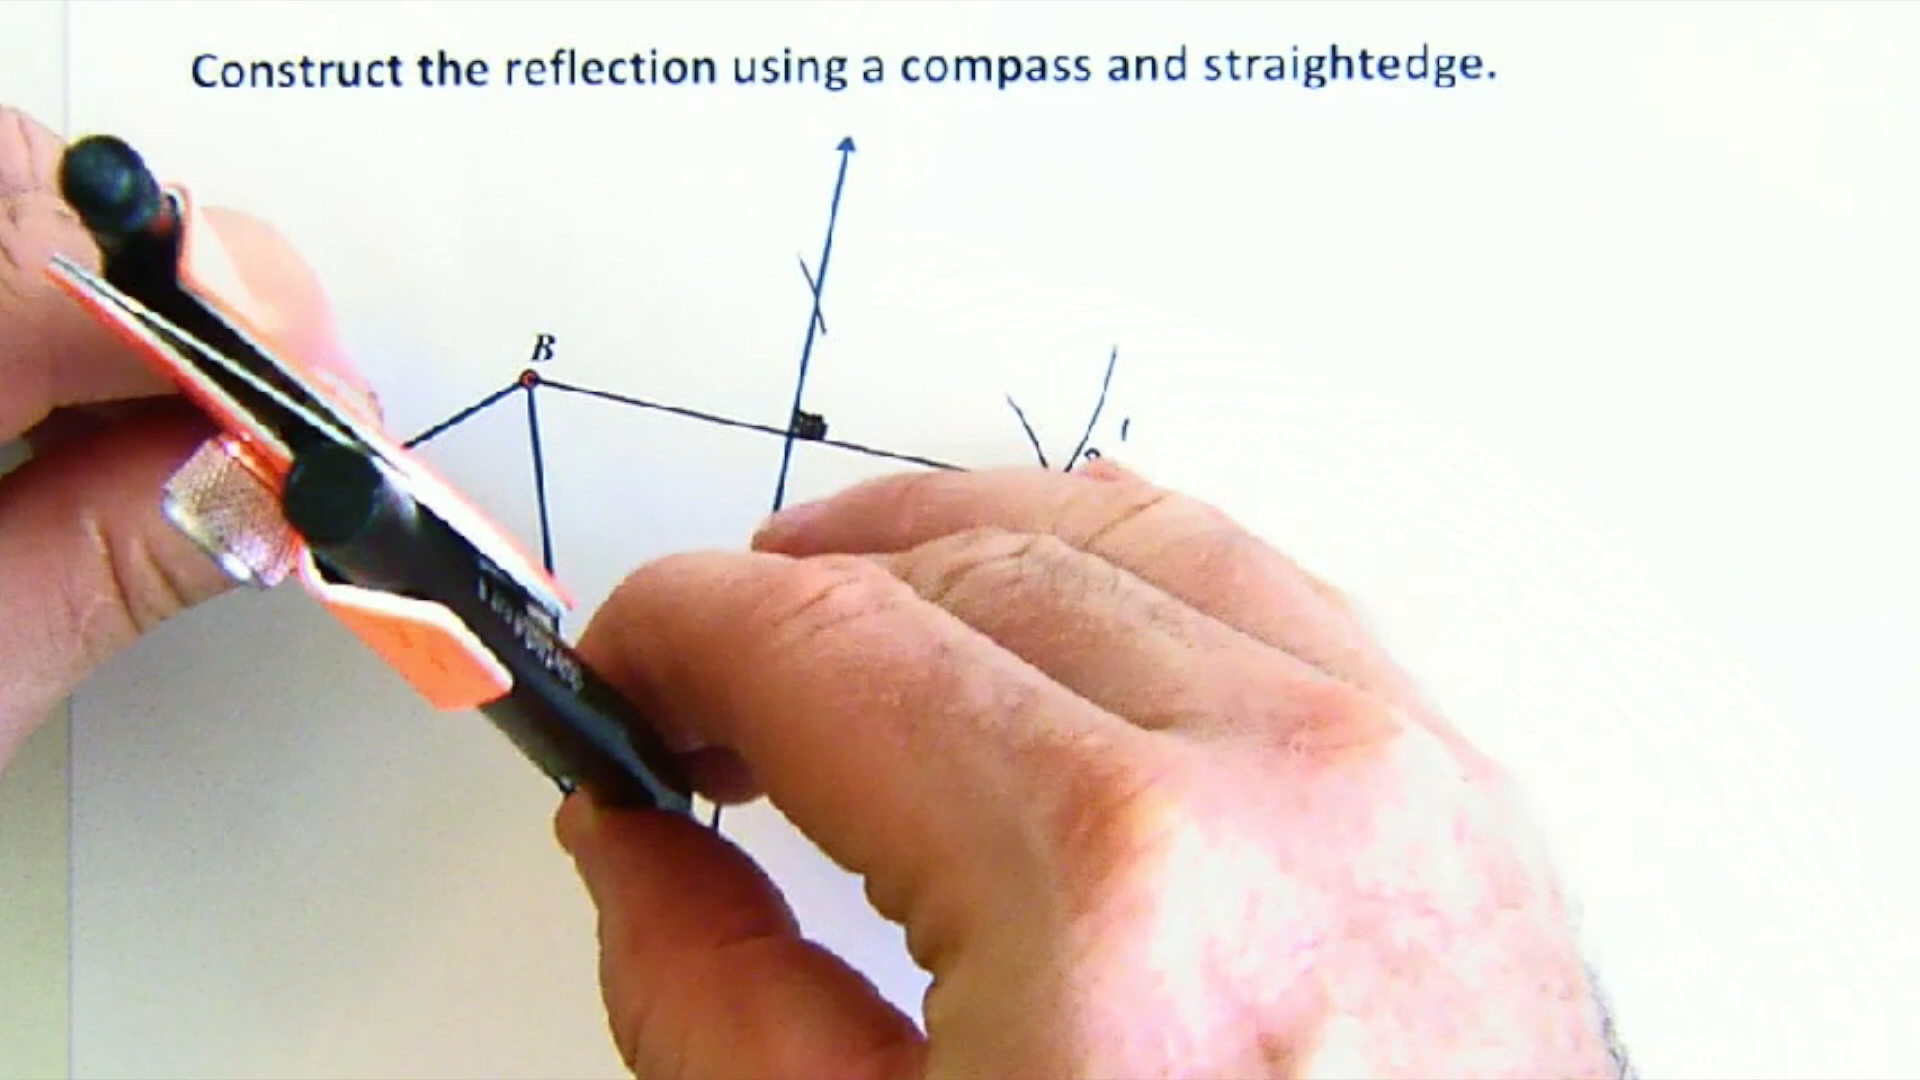 Construct the reflection using a compass and straightedge.
B